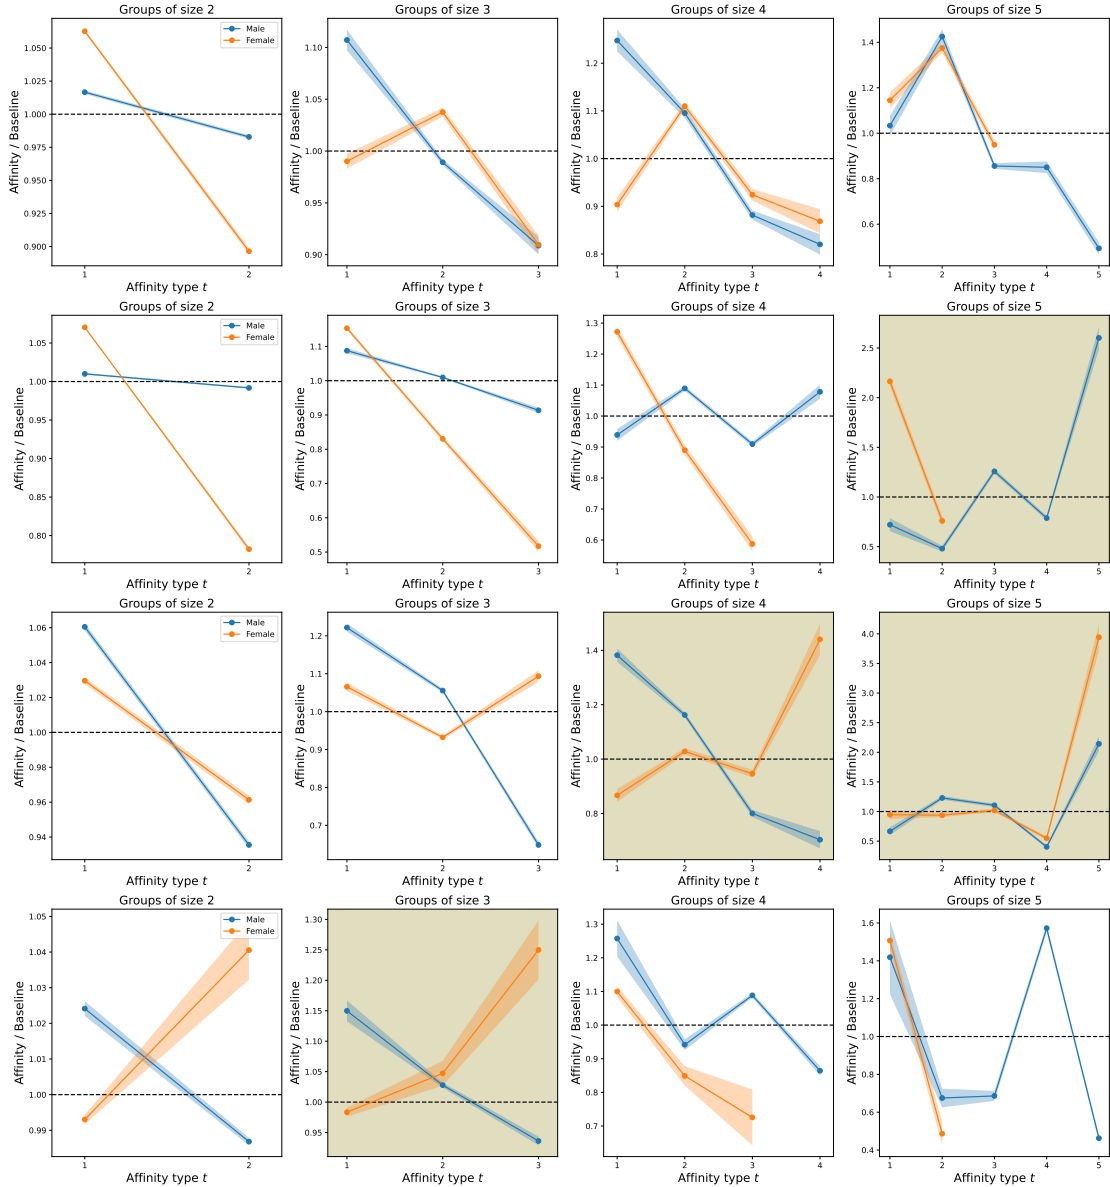 Groups of size 2
Male
Female
1.050
1.025
1.000
0.975
0.950
0.925
0.900
Affinity / Baseline
1 2
Affinity type t
Groups of size 3
1.10
1.05
1.00
0.95
0.90
Affinity / Baseline
1 2 3
Affinity type t
Groups of size 4
1.2
1.1
1.0
0.9
0.8
Affinity / Baseline
1 2 3 4
Affinity type t
Groups of size 5
1.4
1.2
1.0
0.8
0.6
Affinity / Baseline
1 2 3 4 5
Affinity type t
Groups of size 2
Male
Female
1.05
1.00
0.95
0.90
0.85
0.80
Affinity / Baseline
1 2
Affinity type t
Groups of size 3
1.1
1.0
0.9
0.8
0.7
0.6
0.5
Affinity / Baseline
1 2 3
Affinity type t
Groups of size 4
1.3
1.2
1.1
1.0
0.9
0.8
0.7
0.6
Affinity / Baseline
1 2 3 4
Affinity type t
Groups of size 5
2.5
2.0
1.5
1.0
0.5
Affinity / Baseline
1 2 3 4 5
Affinity type t
Groups of size 2
Male
Female
1.06
1.04
1.02
1.00
0.98
0.96
0.94
Affinity / Baseline
1 2
Affinity type t
Groups of size 3
1.2
1.1
1.0
0.9
0.8
0.7
Affinity / Baseline
1 2 3
Affinity type t
Groups of size 4
1.4
1.2
1.0
0.8
Affinity / Baseline
1 2 3 4
Affinity type t
Groups of size 5
4.0
3.5
3.0
2.5
2.0
1.5
1.0
0.5
Affinity / Baseline
1 2 3 4 5
Affinity type t
Groups of size 2
Male
Female
1.05
1.04
1.03
1.02
1.01
1.00
0.99
Affinity / Baseline
1 2
Affinity type t
Groups of size 3
1.30
1.25
1.20
1.15
1.10
1.05
1.00
0.95
Affinity / Baseline
1 2 3
Affinity type t
Groups of size 4
1.3
1.2
1.1
1.0
0.9
0.8
0.7
Affinity / Baseline
1 2 3 4
Affinity type t
Groups of size 5
1.6
1.4
1.2
1.0
0.8
0.6
0.4
Affinity / Baseline
1 2 3 4 5
Affinity type t